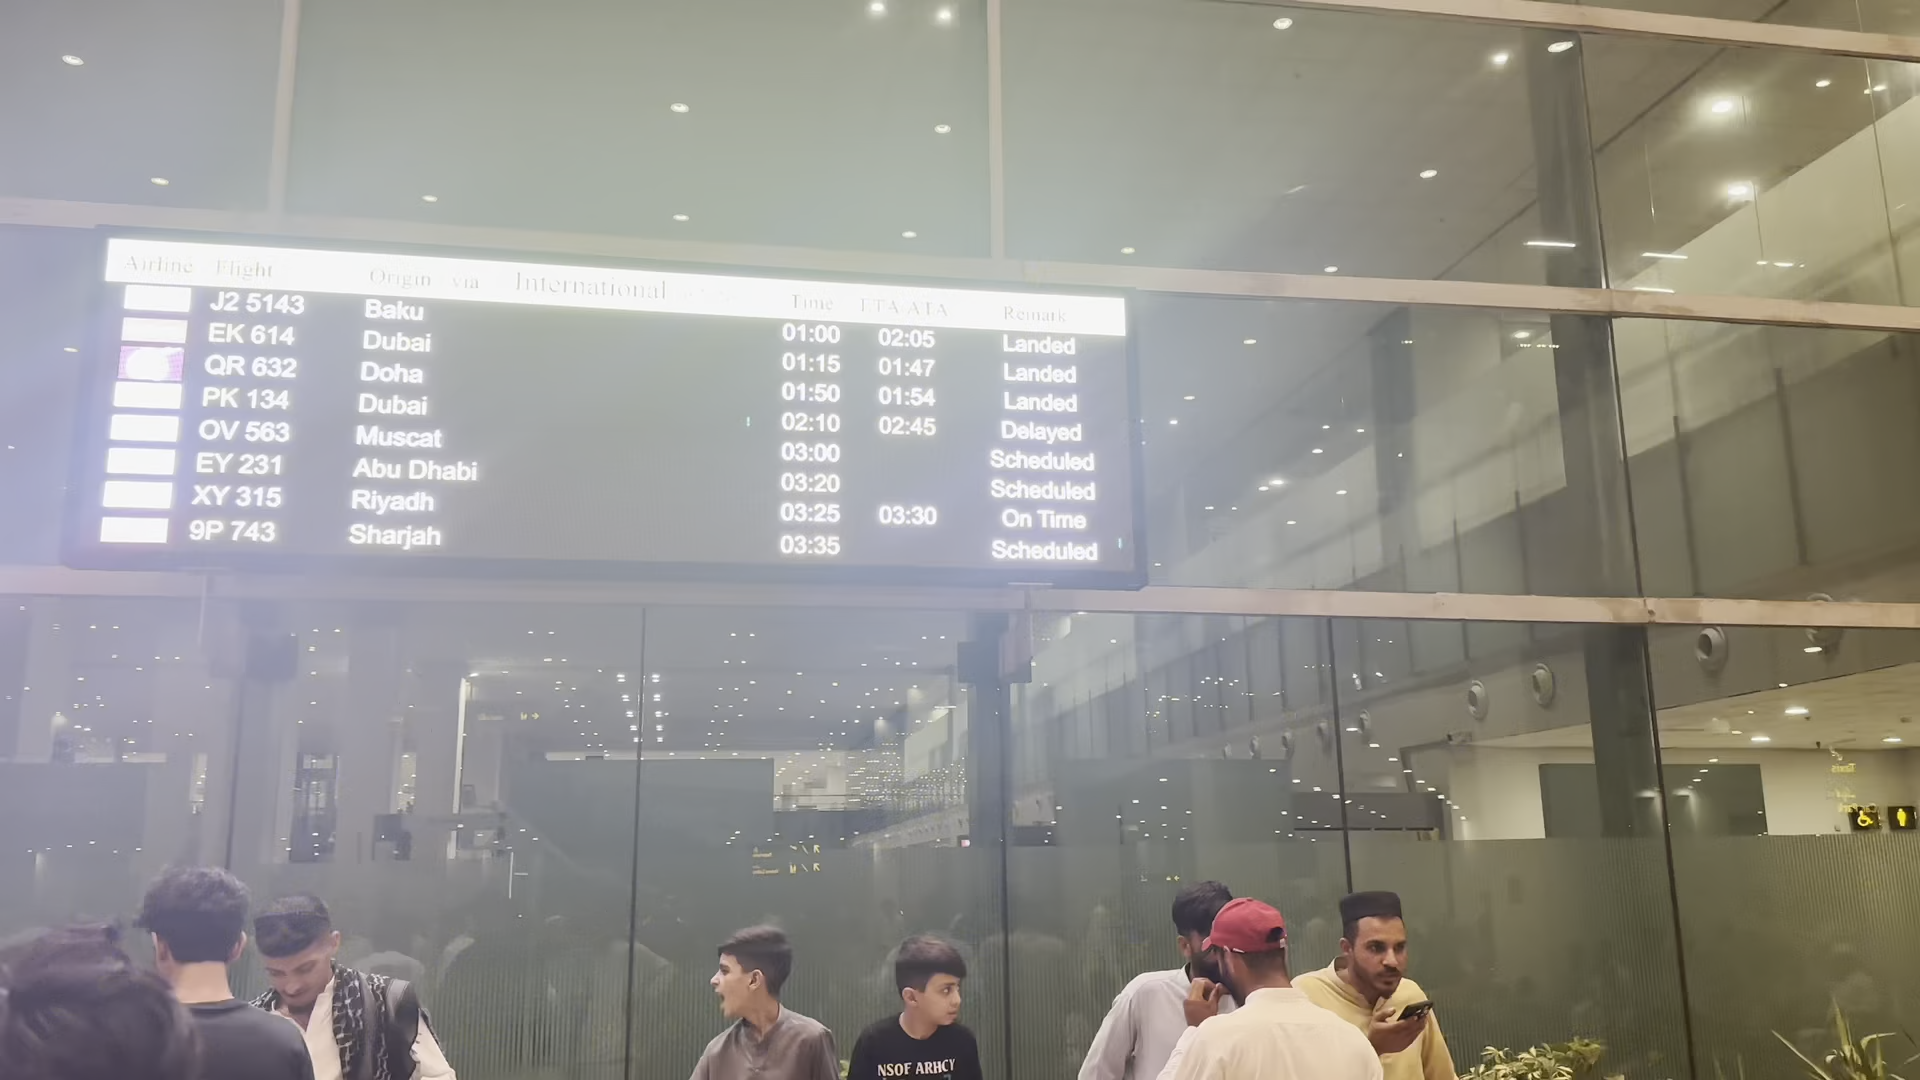 Airline Flight Origin via International Time ETA/ATA Remark
J2 5143 Baku 01:00 02:05 Landed
EK 614 Dubai 01:15 01:47 Landed
QR 632 Doha 01:50 01:54 Landed
PK 134 Dubai 02:10 02:45 Delayed
OV 563 Muscat 03:00 Scheduled
EY 231 Abu Dhabi 03:20 Scheduled
XY 315 Riyadh 03:25 03:30 On Time
9P 743 Sharjah 03:35 Scheduled
NSOF ARHCY